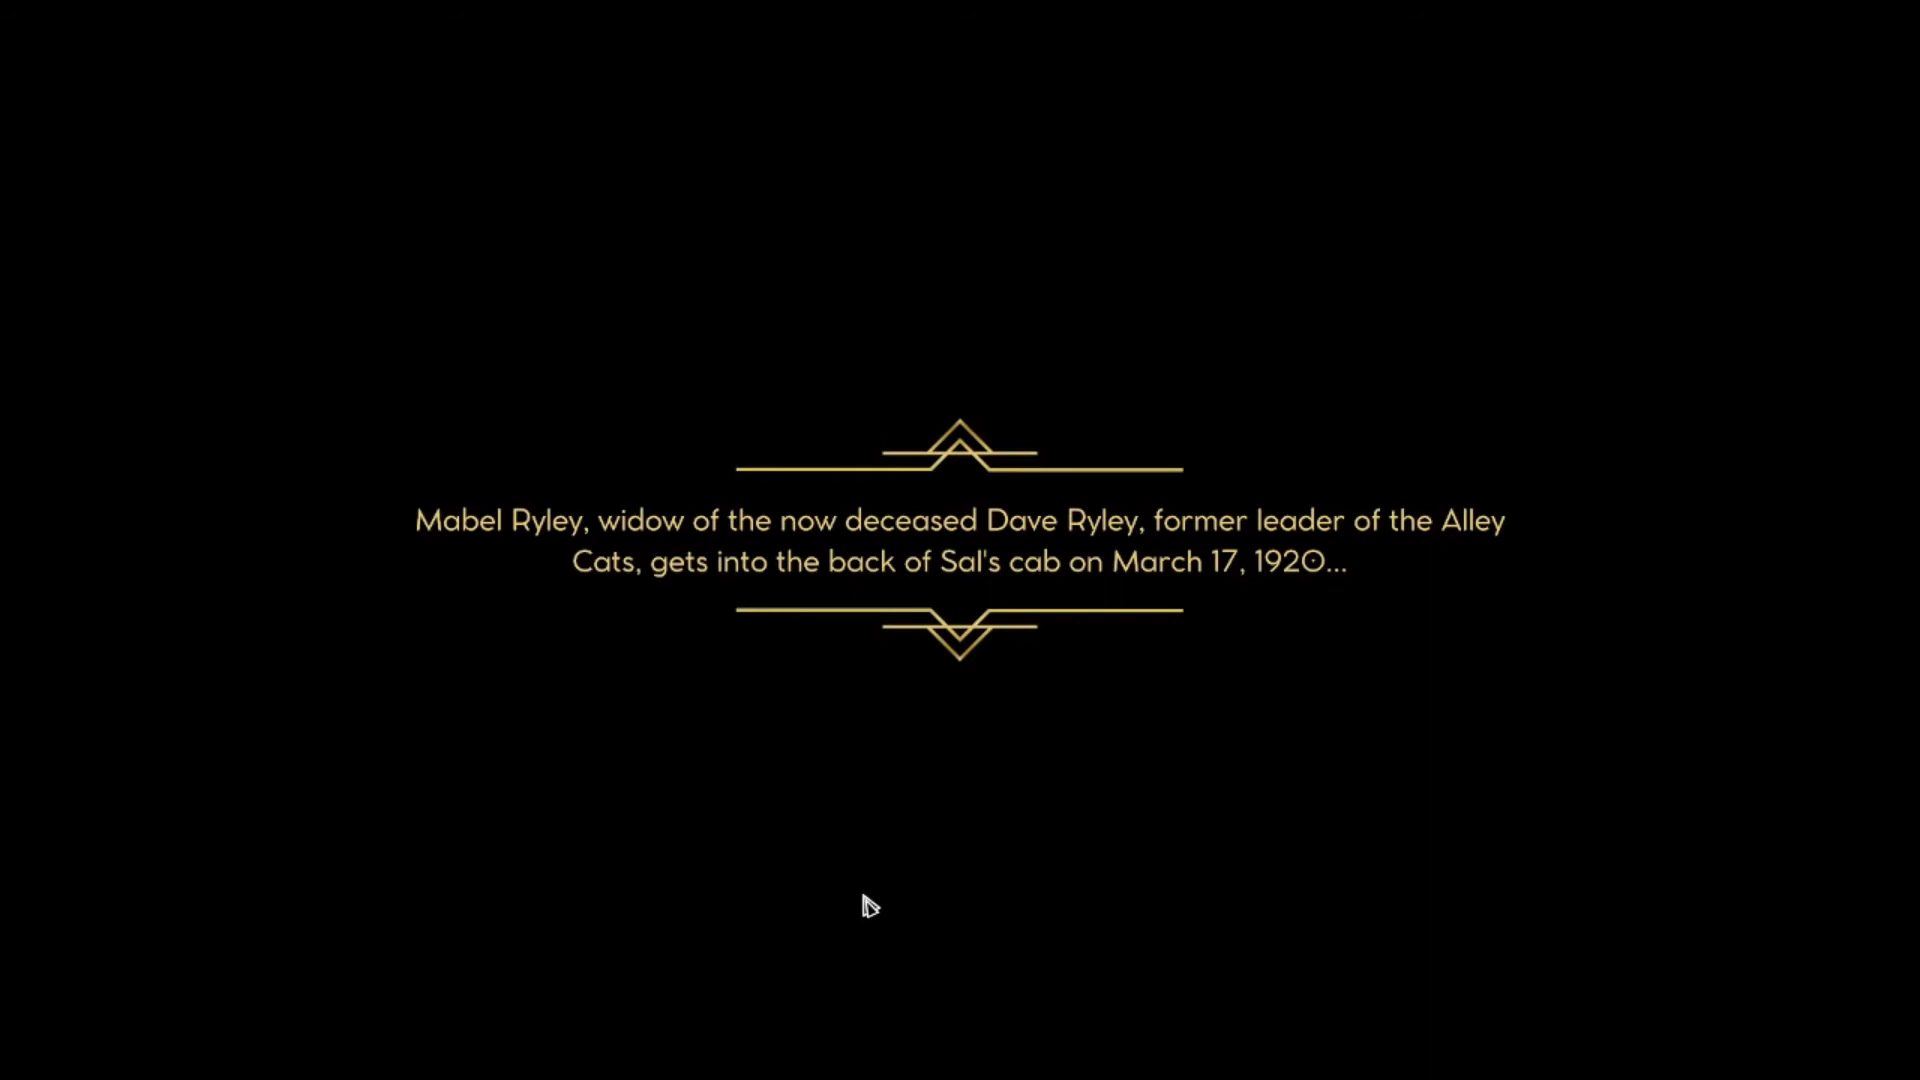 Mabel Ryley, widow of the now deceased Dave Ryley, former leader of the Alley
Cats, gets into the back of Sal's cab on March 17, 1920...